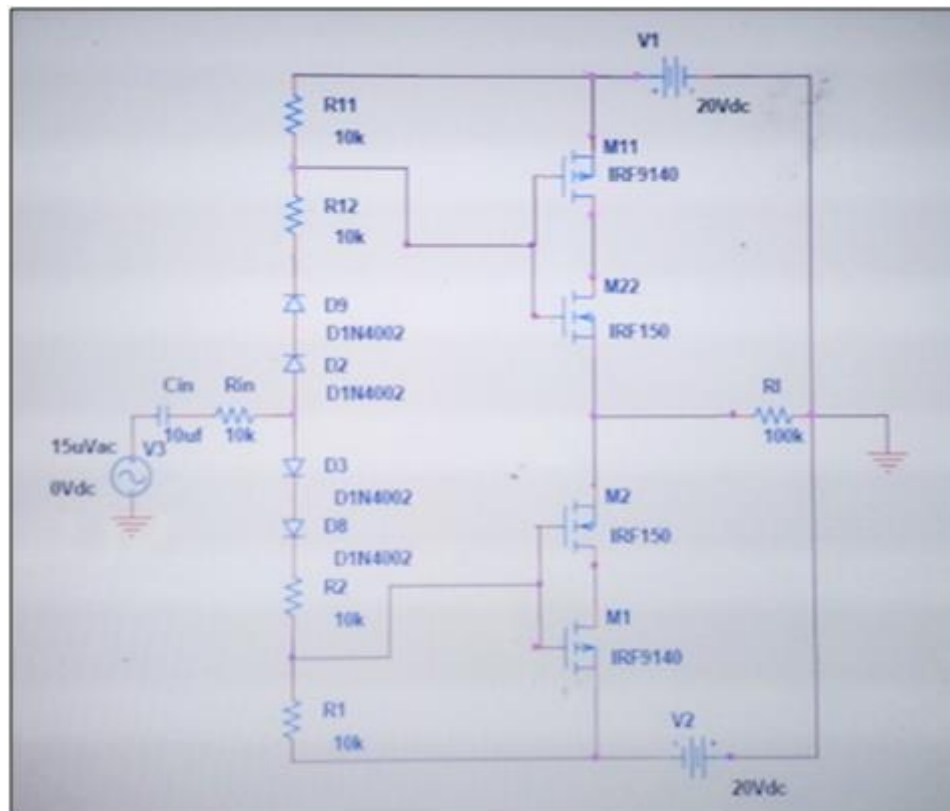 V1
20Vdc
R11
10k
M11
IRF9140
R12
10k
M22
IRF150
D9
D1N4002
D2
D1N4002
Cin
Rin
Rl
10uf
10k
100k
15uVac
V3
0Vdc
D3
D1N4002
M2
D8
IRF150
D1N4002
R2
10k
M1
IRF9140
R1
10k
V2
20Vdc